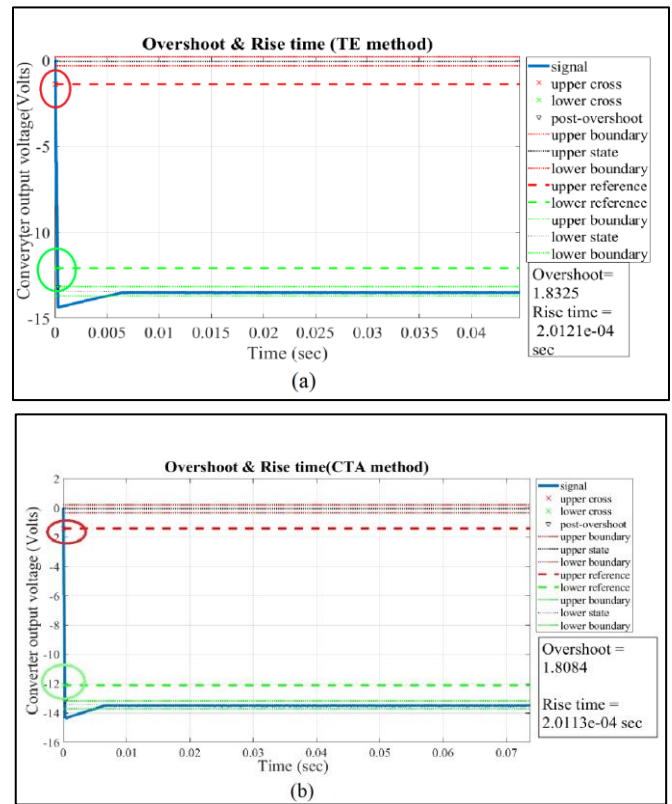 Overshoot & Rise time (TE method)
Converyter output voltage(Volts)
0
-5
10
-15
0
0.005
0.01
0.015
0.02
0.025
0.03
0.035
0.04
Time (sec)
signal
upper cross
lower cross
post-overshoot
upper boundary
upper state
lower boundary
upper reference
lower reference
upper boundary
lower state
lower boundary
Overshoot=
1.8325
Rise time =
2.0121e-04
sec
(a)
Overshoot & Rise time(CTA method)
Converter output voltage (Volts)
2
0
2
-4
-6
-8
-10
-12
-14
-16
0
0.01
0.02
0.03
0.04
0.05
0.06
0.07
Time (sec)
signal
upper cross
lower cross
post-overshoot
upper boundary
upper state
lower boundary
upper reference
lower reference
upper boundary
lower state
lower boundary
Overshoot =
1.8084
Rise time =
2.0113e-04 sec
(b)